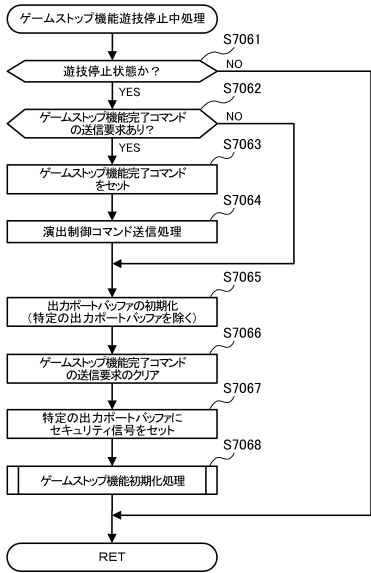 ゲームストップ機能遊技停止中処理
S7061
遊技停止状態か？
NO
YES
S7062
ゲームストップ機能完了コマンド
の送信要求あり？
NO
YES
S7063
ゲームストップ機能完了コマンド
をセット
S7064
演出制御コマンド送信処理
S7065
出力ポートバッファの初期化
（特定の出力ポートバッファを除く）
S7066
ゲームストップ機能完了コマンド
の送信要求のクリア
S7067
特定の出力ポートバッファに
セキュリティ信号をセット
S7068
ゲームストップ機能初期化処理
RET